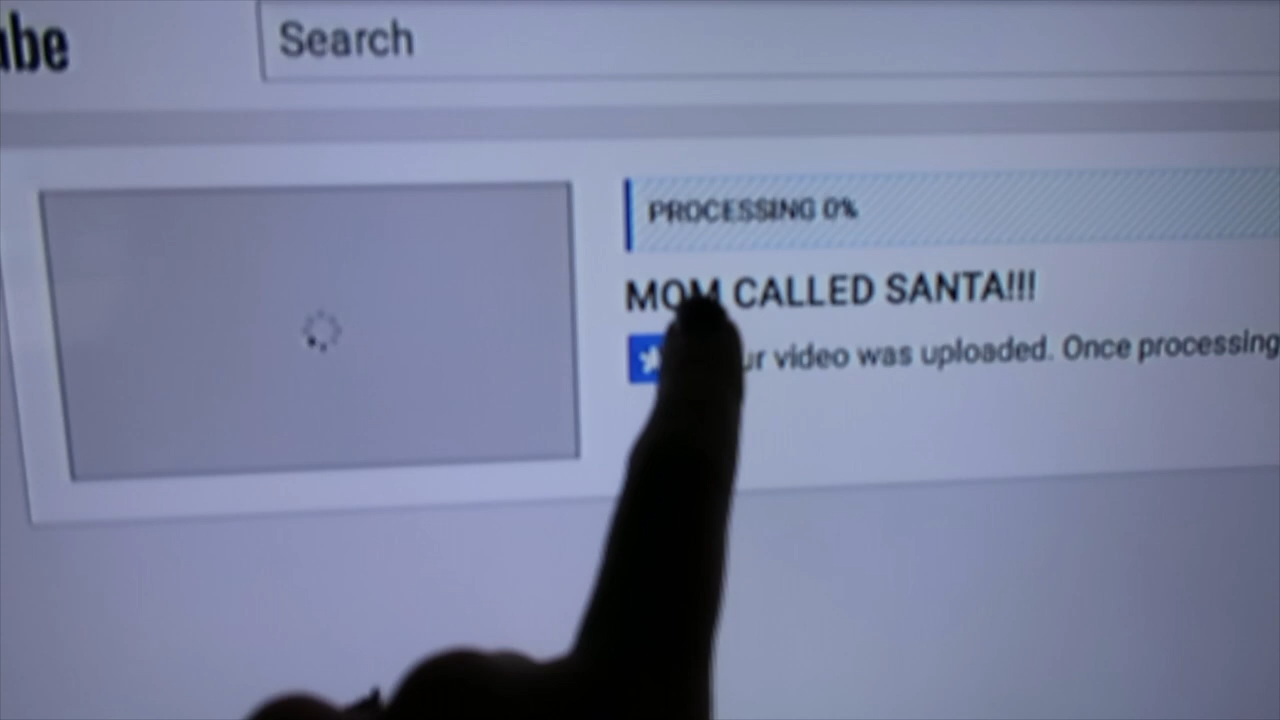 ube
Search
PROCESSING 0%
MOM CALLED SANTA!!!
ur video was uploaded. Once processing